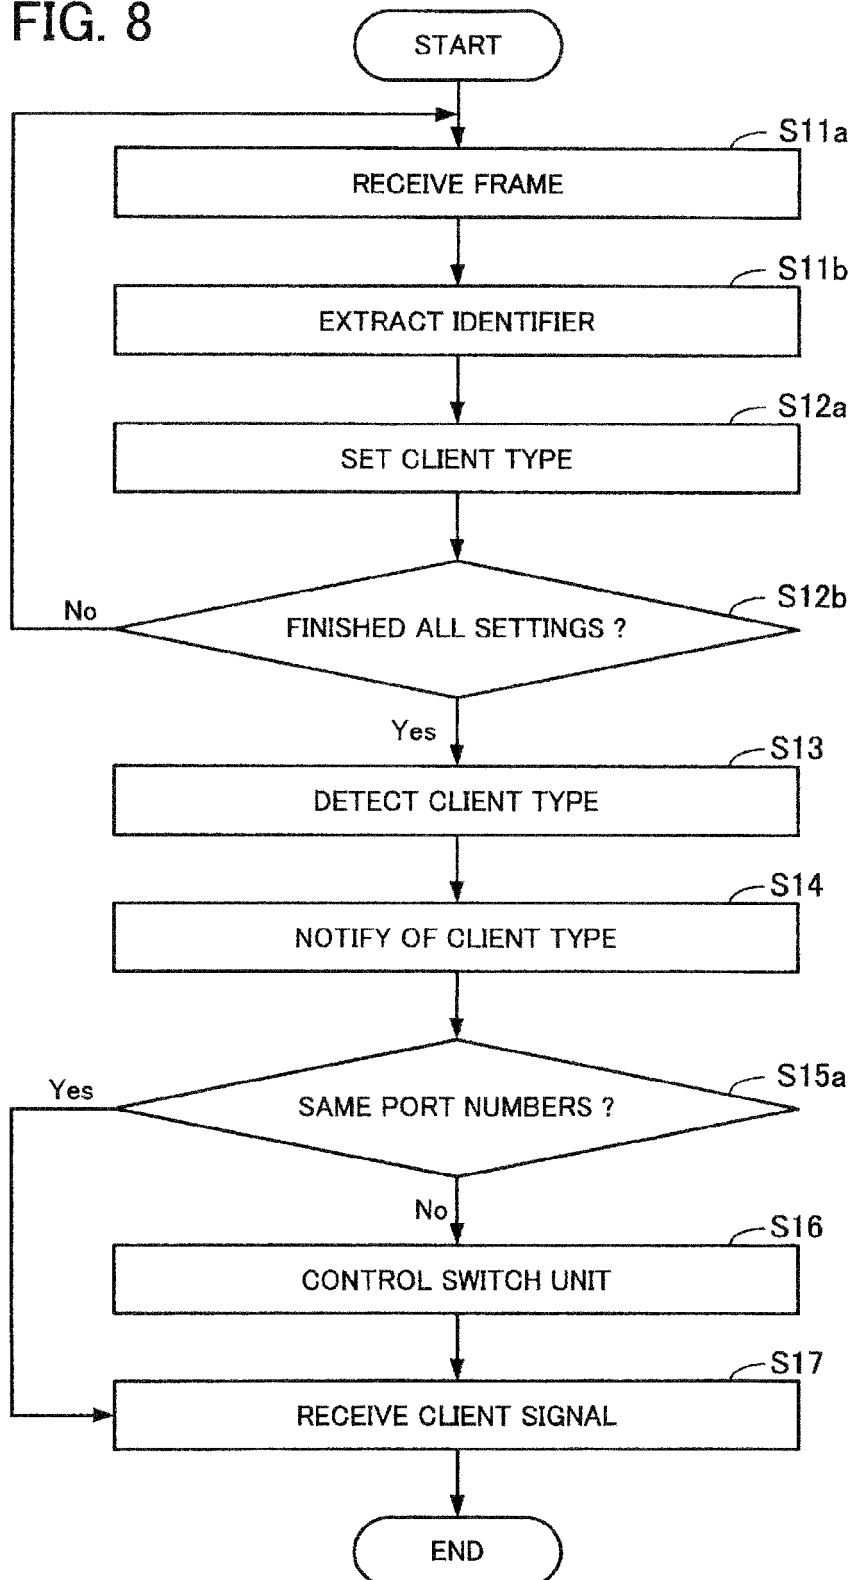 FIG. 8
START
S11a
RECEIVE FRAME
S11b
EXTRACT IDENTIFIER
S12a
SET CLIENT TYPE
S12b
No
FINISHED ALL SETTINGS ?
Yes
S13
DETECT CLIENT TYPE
S14
NOTIFY OF CLIENT TYPE
S15a
Yes
SAME PORT NUMBERS ?
No
S16
CONTROL SWITCH UNIT
S17
RECEIVE CLIENT SIGNAL
END